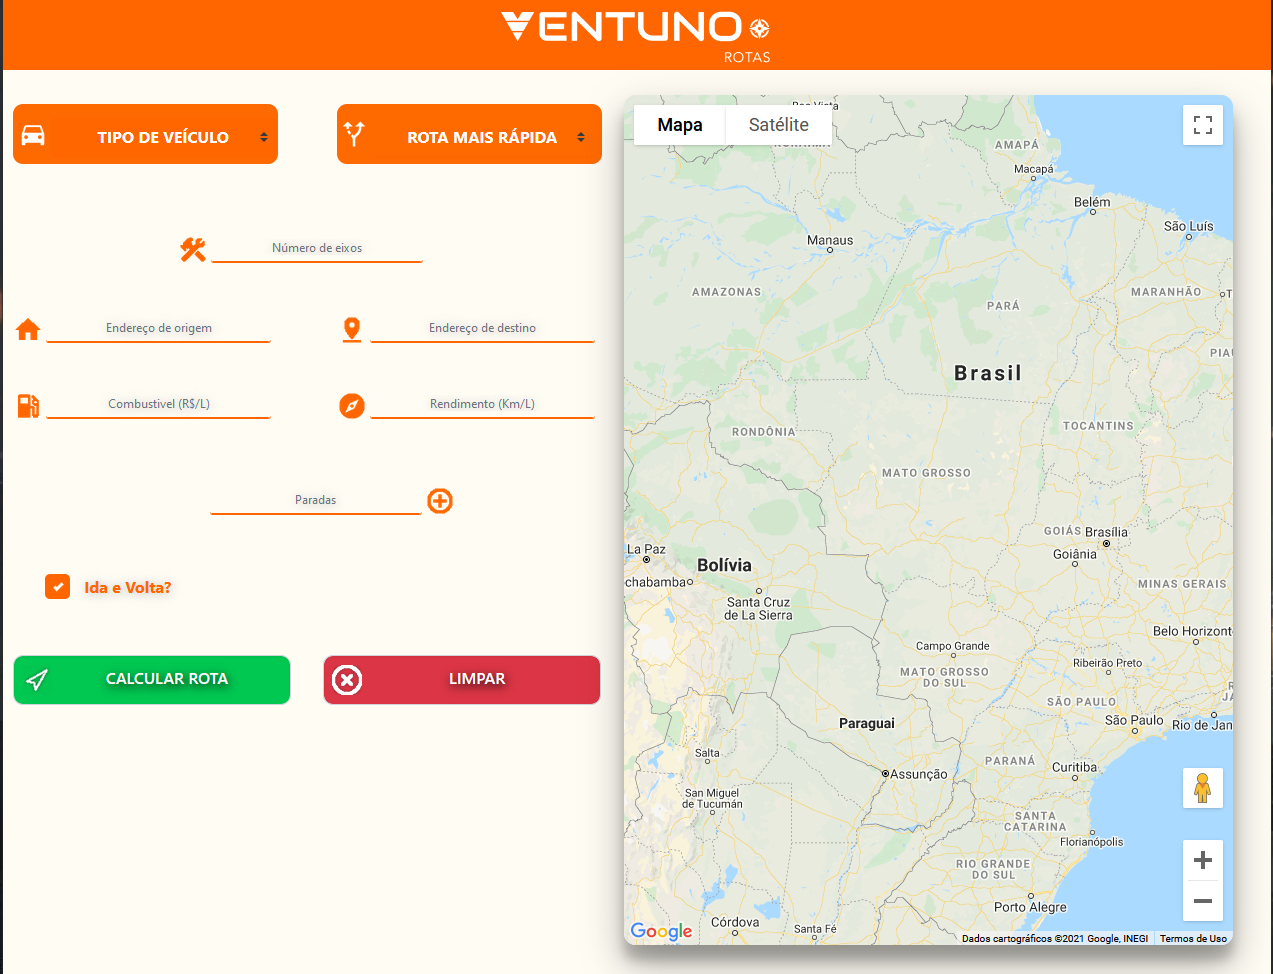 VENTUNO
ROTAS
TIPO DE VEÍCULO
ROTA MAIS RÁPIDA
Número de eixos
Endereço de origem
Endereço de destino
Combustivel (R$/L)
Rendimento (Km/L)
Paradas
Ida e Volta?
CALCULAR ROTA
LIMPAR
Mapa
Satélite
AMAPÁ
Macapá
Belém
São Luís
Manaus
AMAZONAS
PARÁ
MARANHÃO
Brasil
RONDÔNIA
TOCANTINS
MATO GROSSO
GOIÁS
Brasília
Goiânia
La Paz
Bolívia
chabamba
Santa Cruz
de La Sierra
MINAS GERAIS
Belo Horizont
Campo Grande
MATO GROSSO
DO SUL
Ribeirão Preto
SÃO PAULO
São Paulo
Rio de Jan
Paraguai
Salta
Assunção
PARANÁ
Curitiba
San Miguel
de Tucumán
SANTA
CATARINA
Florianópolis
RIO GRANDE
DO SUL
Porto Alegre
Córdova
Santa Fé
Google
Dados cartográficos ©2021 Google, INEGI
Termos de Uso